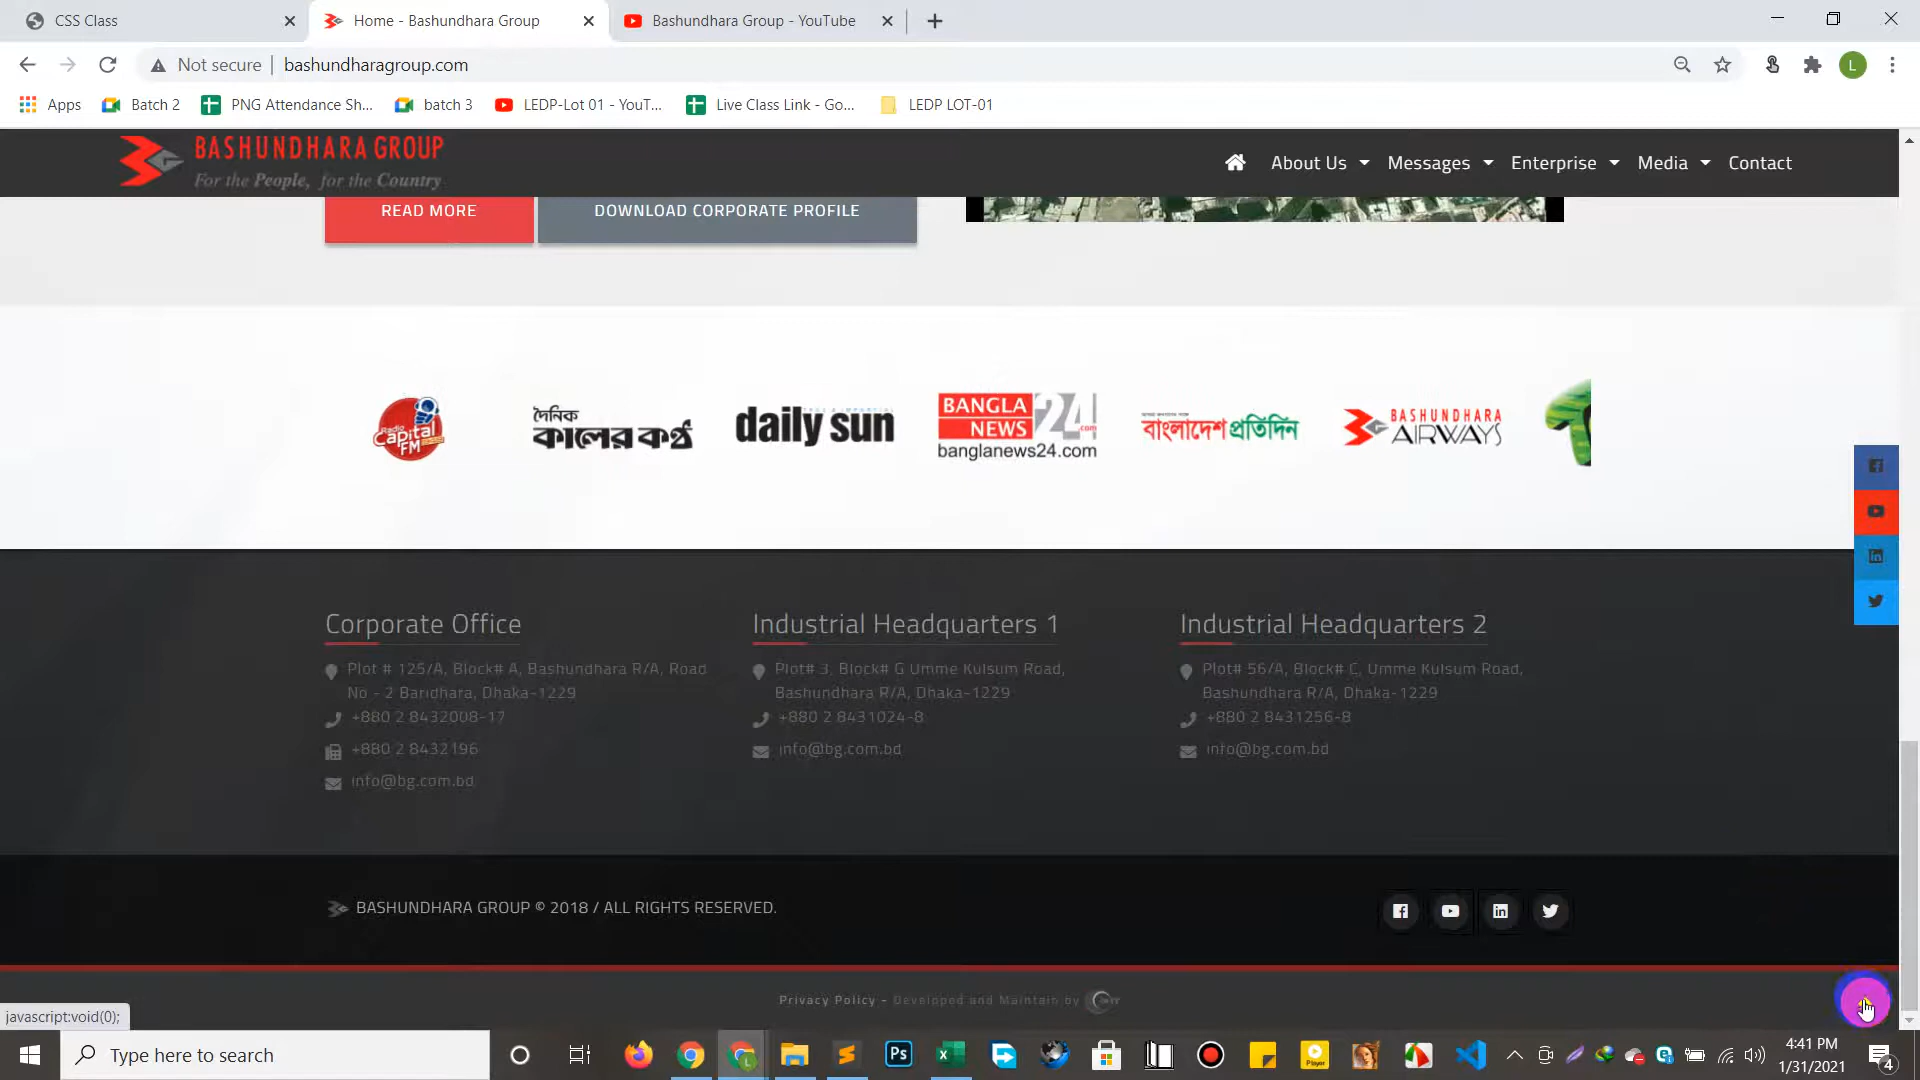 CSS Class
Home - Bashundhara Group
Bashundhara Group - YouTube
Not secure
bashundharagroup.com
L
Apps
Batch 2
PNG Attendance Sh...
batch 3
LEDP-Lot 01 - YouT...
Live Class Link - Go...
LEDP LOT-01
BASHUNDHARA GROUP
For the People, for the Country
About Us
Messages
Enterprise
Media
Contact
READ MORE
DOWNLOAD CORPORATE PROFILE
Radio
Capital
FM
দৈনিক
কালের কণ্ঠ
daily sun
BANGLA
NEWS 24
.com
banglanews24.com
বাংলাদেশ প্রতিদিন
BASHUNDHARA
AIRWAYS
Corporate Office
Plot # 125/A, Block# A, Bashundhara R/A, Road
No - 2 Baridhara, Dhaka-1229
+880 2 8432008-17
+880 2 8432196
info@bg.com.bd
Industrial Headquarters 1
Plot# 3, Block# G Umme Kulsum Road,
Bashundhara R/A, Dhaka-1229
+880 2 8431024-8
info@bg.com.bd
Industrial Headquarters 2
Plot# 56/A, Block# C, Umme Kulsum Road,
Bashundhara R/A, Dhaka-1229
+880 2 8431256-8
info@bg.com.bd
BASHUNDHARA GROUP © 2018 / ALL RIGHTS RESERVED.
Privacy Policy - Developped and Maintain by
javascript:void(0);
Type here to search
Ps
Player
4:41 PM
1/31/2021
4